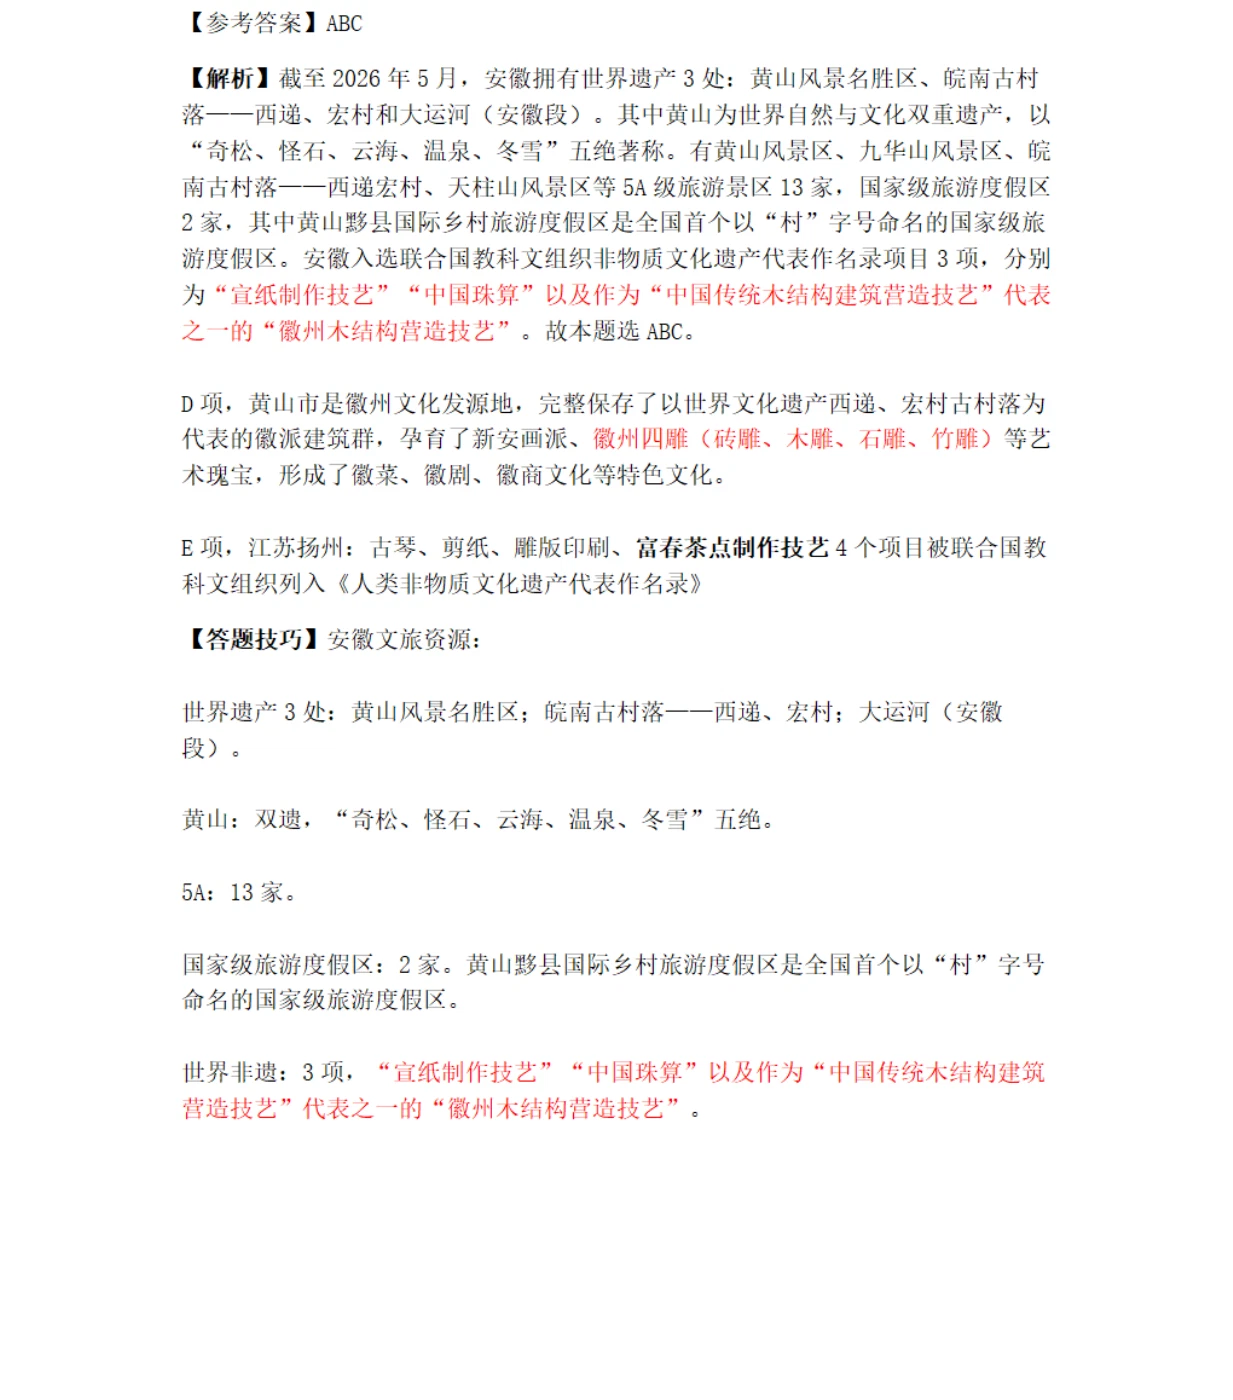 【参考答案】ABC
【解析】截至 2026 年 5 月，安徽拥有世界遗产 3 处：黄山风景名胜区、皖南古村
落——西递、宏村和大运河（安徽段）。其中黄山为世界自然与文化双重遗产，以
“奇松、怪石、云海、温泉、冬雪”五绝著称。有黄山风景区、九华山风景区、皖
南古村落——西递宏村、天柱山风景区等 5A 级旅游景区 13 家，国家级旅游度假区
2 家，其中黄山黟县国际乡村旅游度假区是全国首个以“村”字号命名的国家级旅
游度假区。安徽入选联合国教科文组织非物质文化遗产代表作名录项目 3 项，分别
为“宣纸制作技艺”“中国珠算”以及作为“中国传统木结构建筑营造技艺”代表
之一的“徽州木结构营造技艺”。故本题选 ABC。
D 项，黄山市是徽州文化发源地，完整保存了以世界文化遗产西递、宏村古村落为
代表的徽派建筑群，孕育了新安画派、徽州四雕（砖雕、木雕、石雕、竹雕）等艺
术瑰宝，形成了徽菜、徽剧、徽商文化等特色文化。
E 项，江苏扬州：古琴、剪纸、雕版印刷、富春茶点制作技艺 4 个项目被联合国教
科文组织列入《人类非物质文化遗产代表作名录》
【答题技巧】安徽文旅资源：
世界遗产 3 处：黄山风景名胜区；皖南古村落——西递、宏村；大运河（安徽
段）。
黄山：双遗，“奇松、怪石、云海、温泉、冬雪”五绝。
5A：13 家。
国家级旅游度假区：2 家。黄山黟县国际乡村旅游度假区是全国首个以“村”字号
命名的国家级旅游度假区。
世界非遗：3 项，“宣纸制作技艺”“中国珠算”以及作为“中国传统木结构建筑
营造技艺”代表之一的“徽州木结构营造技艺”。